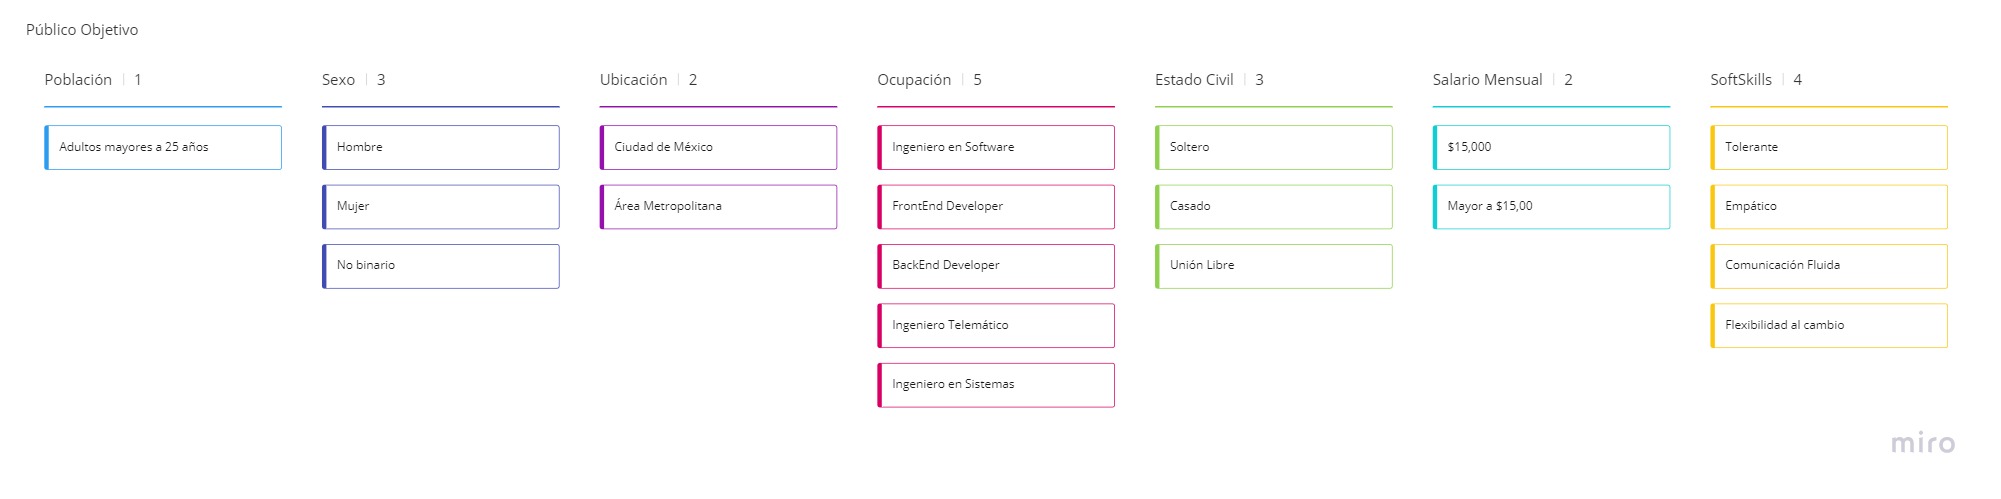 Público Objetivo
Población | 1
Adultos mayores a 25 años
Sexo | 3
Hombre
Mujer
No binario
Ubicación | 2
Ciudad de México
Área Metropolitana
Ocupación | 5
Ingeniero en Software
FrontEnd Developer
BackEnd Developer
Ingeniero Telemático
Ingeniero en Sistemas
Estado Civil | 3
Soltero
Casado
Unión Libre
Salario Mensual | 2
$15,000
Mayor a $15,00
SoftSkills | 4
Tolerante
Empático
Comunicación Fluida
Flexibilidad al cambio
miro